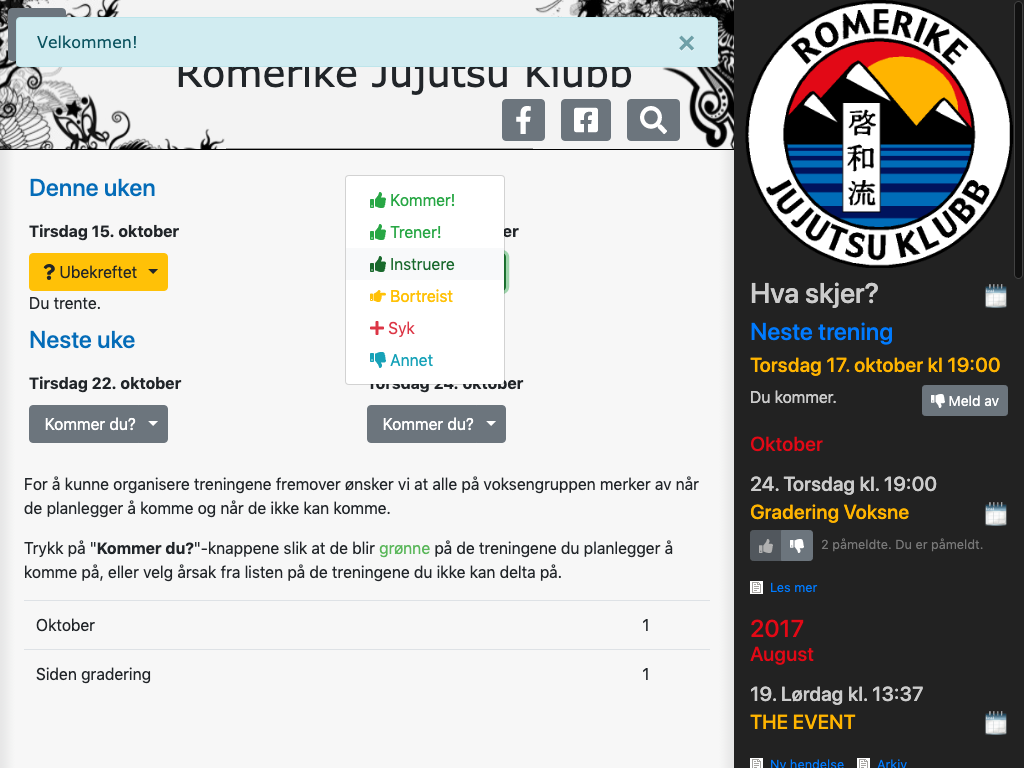 Velkommen!
×
Romerike Jujutsu Klubb
Denne uken
Tirsdag 15. oktober
? Ubekreftet
Du trente.
Kommer!
Trener!
Instruere
Bortreist
Syk
Annet
Neste uke
Tirsdag 22. oktober
Torsdag 24. oktober
Kommer du?
Kommer du?
For å kunne organisere treningene fremover ønsker vi at alle på voksengruppen merker av når
de planlegger å komme og når de ikke kan komme.
Trykk på "Kommer du?"-knappene slik at de blir grønne på de treningene du planlegger å
komme på, eller velg årsak fra listen på de treningene du ikke kan delta på.
Oktober 1
Siden gradering 1
ROMERIKE
啓和流
JUJUTSU KLUBB
Hva skjer?
Neste trening
Torsdag 17. oktober kl 19:00
Du kommer.
Meld av
Oktober
24. Torsdag kl. 19:00
Gradering Voksne
2 påmeldte. Du er påmeldt.
Les mer
2017
August
19. Lørdag kl. 13:37
THE EVENT
Ny hendelse
Arkiv